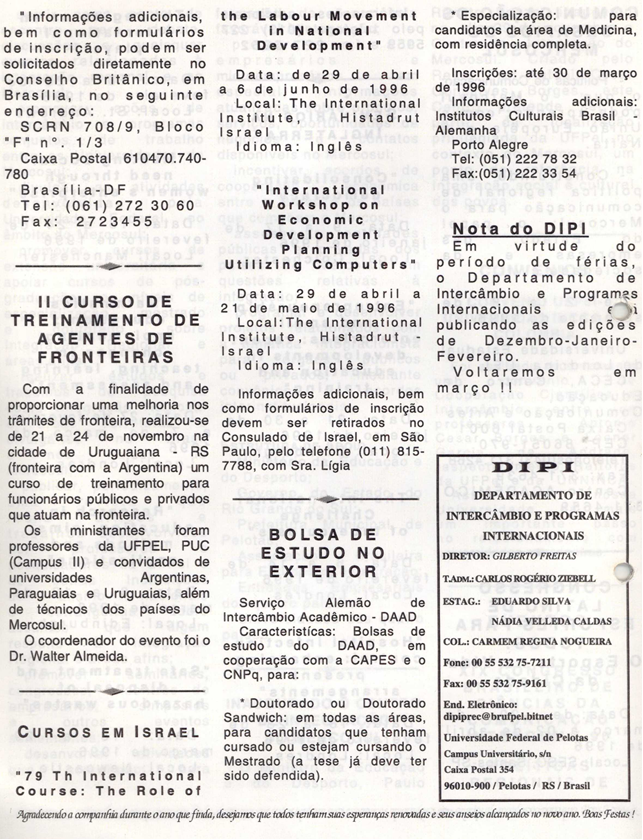 "Informações adicionais,
bem como formulários
de inscrição, podem ser
solicitados diretamente no
Conselho Britânico, em
Brasília, no seguinte
endereço:
SCRN 708/9, Bloco
"F" n°. 1/3
Caixa Postal 610470.740-
780
Brasília-DF
Tel: (061) 272 30 60
Fax: 2723455
II CURSO DE
TREINAMENTO DE
AGENTES DE
FRONTEIRAS
Com a finalidade de
proporcionar uma melhoria nos
trâmites de fronteira, realizou-se
de 21 a 24 de novembro na
cidade de Uruguaiana - RS
(fronteira com a Argentina) um
curso de treinamento para
funcionários públicos e privados
que atuam na fronteira.
Os ministrantes foram
professores da UFPEL, PUC
(Campus II) e convidados de
universidades Argentinas,
Paraguaias e Uruguaias, além
de técnicos dos países do
Mercosul.
O coordenador do evento foi o
Dr. Walter Almeida.
CURSOS EM ISRAEL
"79 Th International
Course: The Role of
the Labour Movement
in National
Development"
Data: de 29 de abril
a 6 de junho de 1996
Local: The International
Institute, Histadrut
Israel
Idioma: Inglês
"International
Workshop on
Economic
Development
Planning
Utilizing Computers"
Data: 29 de abril a
21 de maio de 1996
Local: The International
Institute, Histadrut -
Israel
Idioma: Inglês
Informações adicionais, bem
como formulários de inscrição
devem ser retirados no
Consulado de Israel, em São
Paulo, pelo telefone (011) 815-
7788, com Sra. Lígia
BOLSA DE
ESTUDO NO
EXTERIOR
Serviço Alemão de
Intercâmbio Acadêmico - DAAD
Caracteristícas: Bolsas de
estudo do DAAD, em
cooperação com a CAPES e o
CNPq, para:
* Doutorado ou Doutorado
Sandwich: em todas as áreas,
para candidatos que tenham
cursado ou estejam cursando o
Mestrado (a tese já deve ter
sido defendida).
* Especialização: para
candidatos da área de Medicina,
com residência completa.
Inscrições: até 30 de março
de 1996
Informações adicionais:
Institutos Culturais Brasil -
Alemanha
Porto Alegre
Tel: (051) 222 78 32
Fax:(051) 222 33 54
Nota do DIPI
Em virtude do
período de férias,
o Departamento de
Intercâmbio e Programas
Internacionais
publicando as edições
de Dezembro-Janeiro-
Fevereiro.
Voltaremos em
março !!
DIPI
DEPARTAMENTO DE
INTERCÂMBIO E PROGRAMAS
INTERNACIONAIS
DIRETOR: GILBERTO FREITAS
T.ADM.: CARLOS ROGÉRIO ZIEBELL
ESTAG.: EDUARDO SILVA
NÁDIA VELLEDA CALDAS
COL.: CARMEM REGINA NOGUEIRA
Fone: 00 55 532 75-7211
Fax: 00 55 532 75-9161
End. Eletrônico:
dipiprec@brufpel.bitnet
Universidade Federal de Pelotas
Campus Universitário, s/n
Caixa Postal 354
96010-900 / Pelotas / RS / Brasil
Agradecendo a companhia durante o ano que finda, desejamos que todos tenham suas esperanças renovadas e seus anseios alcançados no novo ano. Boas Festas !